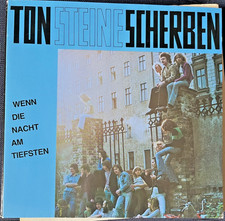 TON STEINE SCHERBEN
WENN
DIE
NACHT
AM
TIEFSTEN